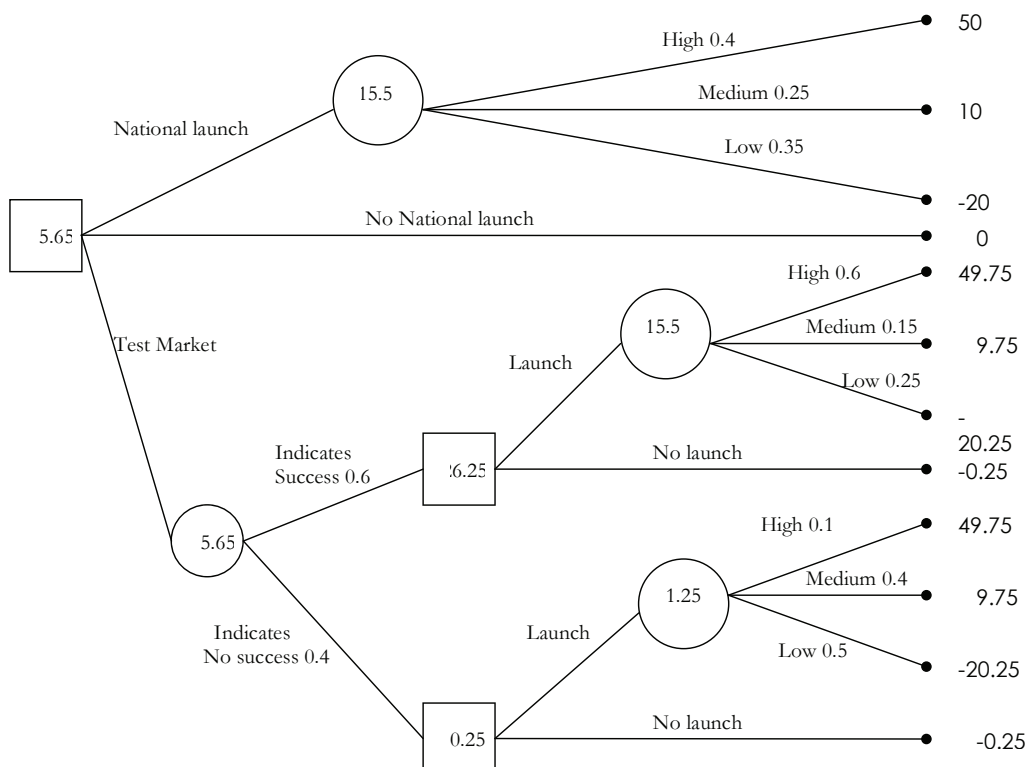 50
High 0.4
15.5
Medium 0.25
10
National launch
Low 0.35
-20
No National launch
5.65
0
High 0.6
49.75
15.5
Medium 0.15
9.75
Test Market
Launch
Low 0.25
-
20.25
Indicates
Success 0.6
6.25
No launch
-0.25
High 0.1
49.75
5.65
Medium 0.4
9.75
1.25
Indicates
No success 0.4
Launch
Low 0.5
-20.25
No launch
0.25
-0.25